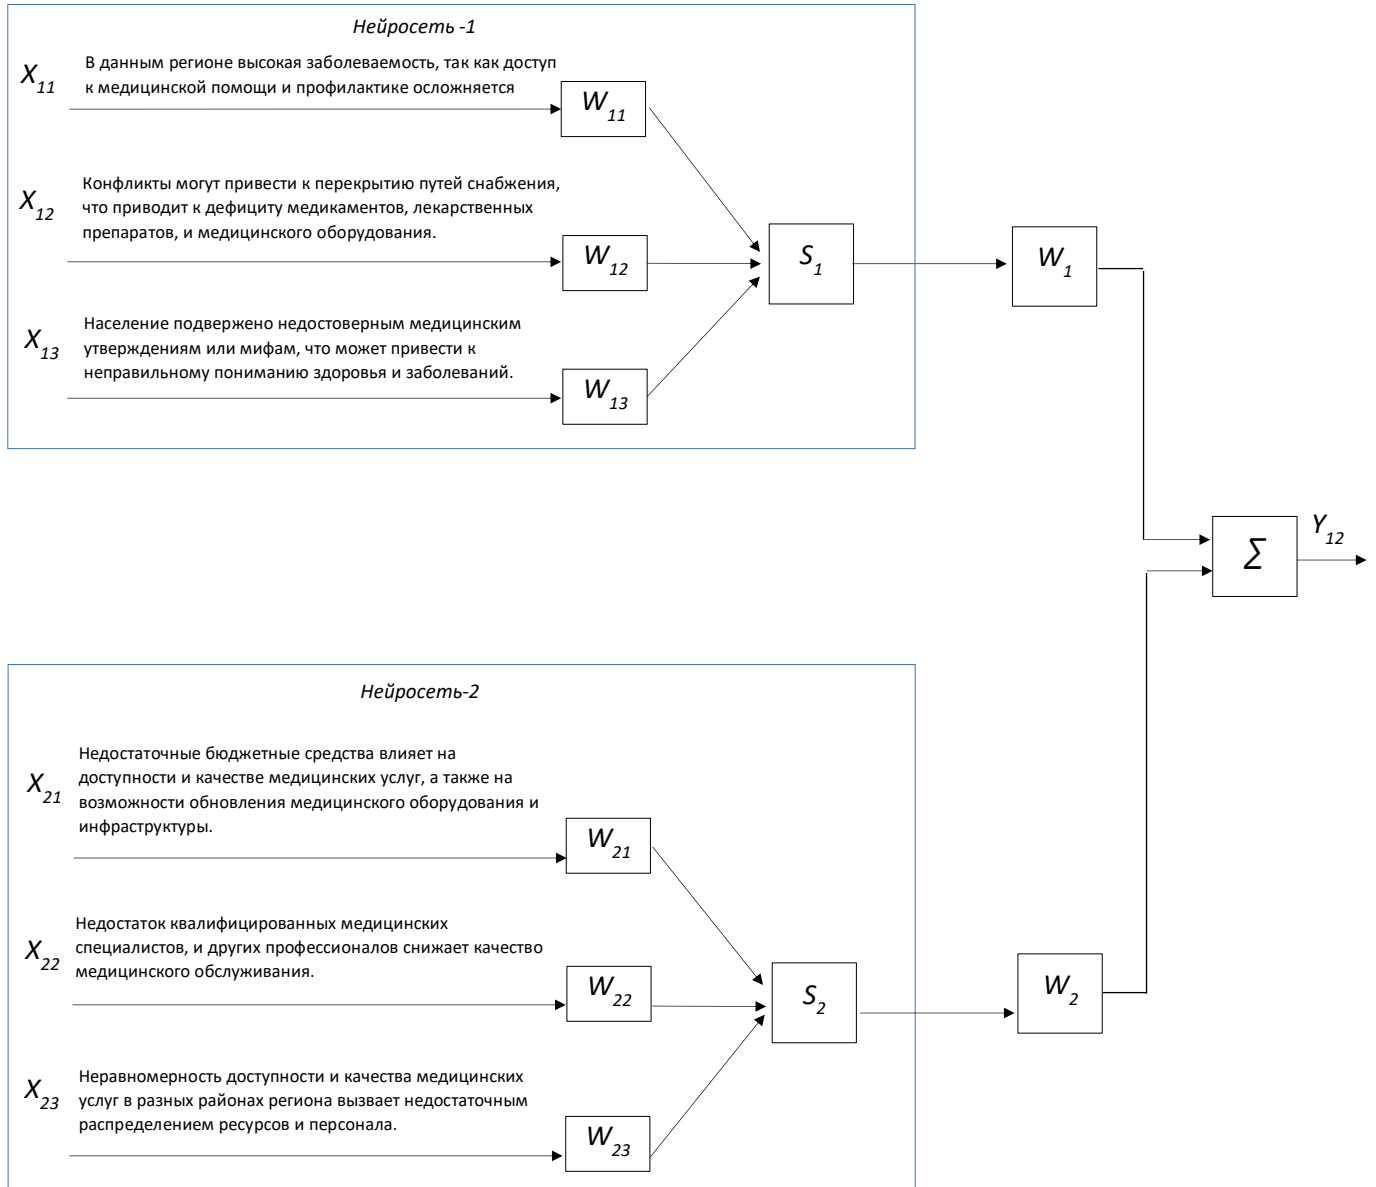 Нейросеть -1
X11
В данным регионе высокая заболеваемость, так как доступ
к медицинской помощи и профилактике осложняется
W11
X12
Конфликты могут привести к перекрытию путей снабжения,
что приводит к дефициту медикаментов, лекарственных
препаратов, и медицинского оборудования.
W12
S1
W1
X13
Население подвержено недостоверным медицинским
утверждениям или мифам, что может привести к
неправильному пониманию здоровья и заболеваний.
W13
Σ
Y12
Нейросеть-2
X21
Недостаточные бюджетные средства влияет на
доступности и качестве медицинских услуг, а также на
возможности обновления медицинского оборудования и
инфраструктуры.
W21
X22
Недостаток квалифицированных медицинских
специалистов, и других профессионалов снижает качество
медицинского обслуживания.
W22
S2
W2
X23
Неравномерность доступности и качества медицинских
услуг в разных районах региона вызвает недостаточным
распределением ресурсов и персонала.
W23